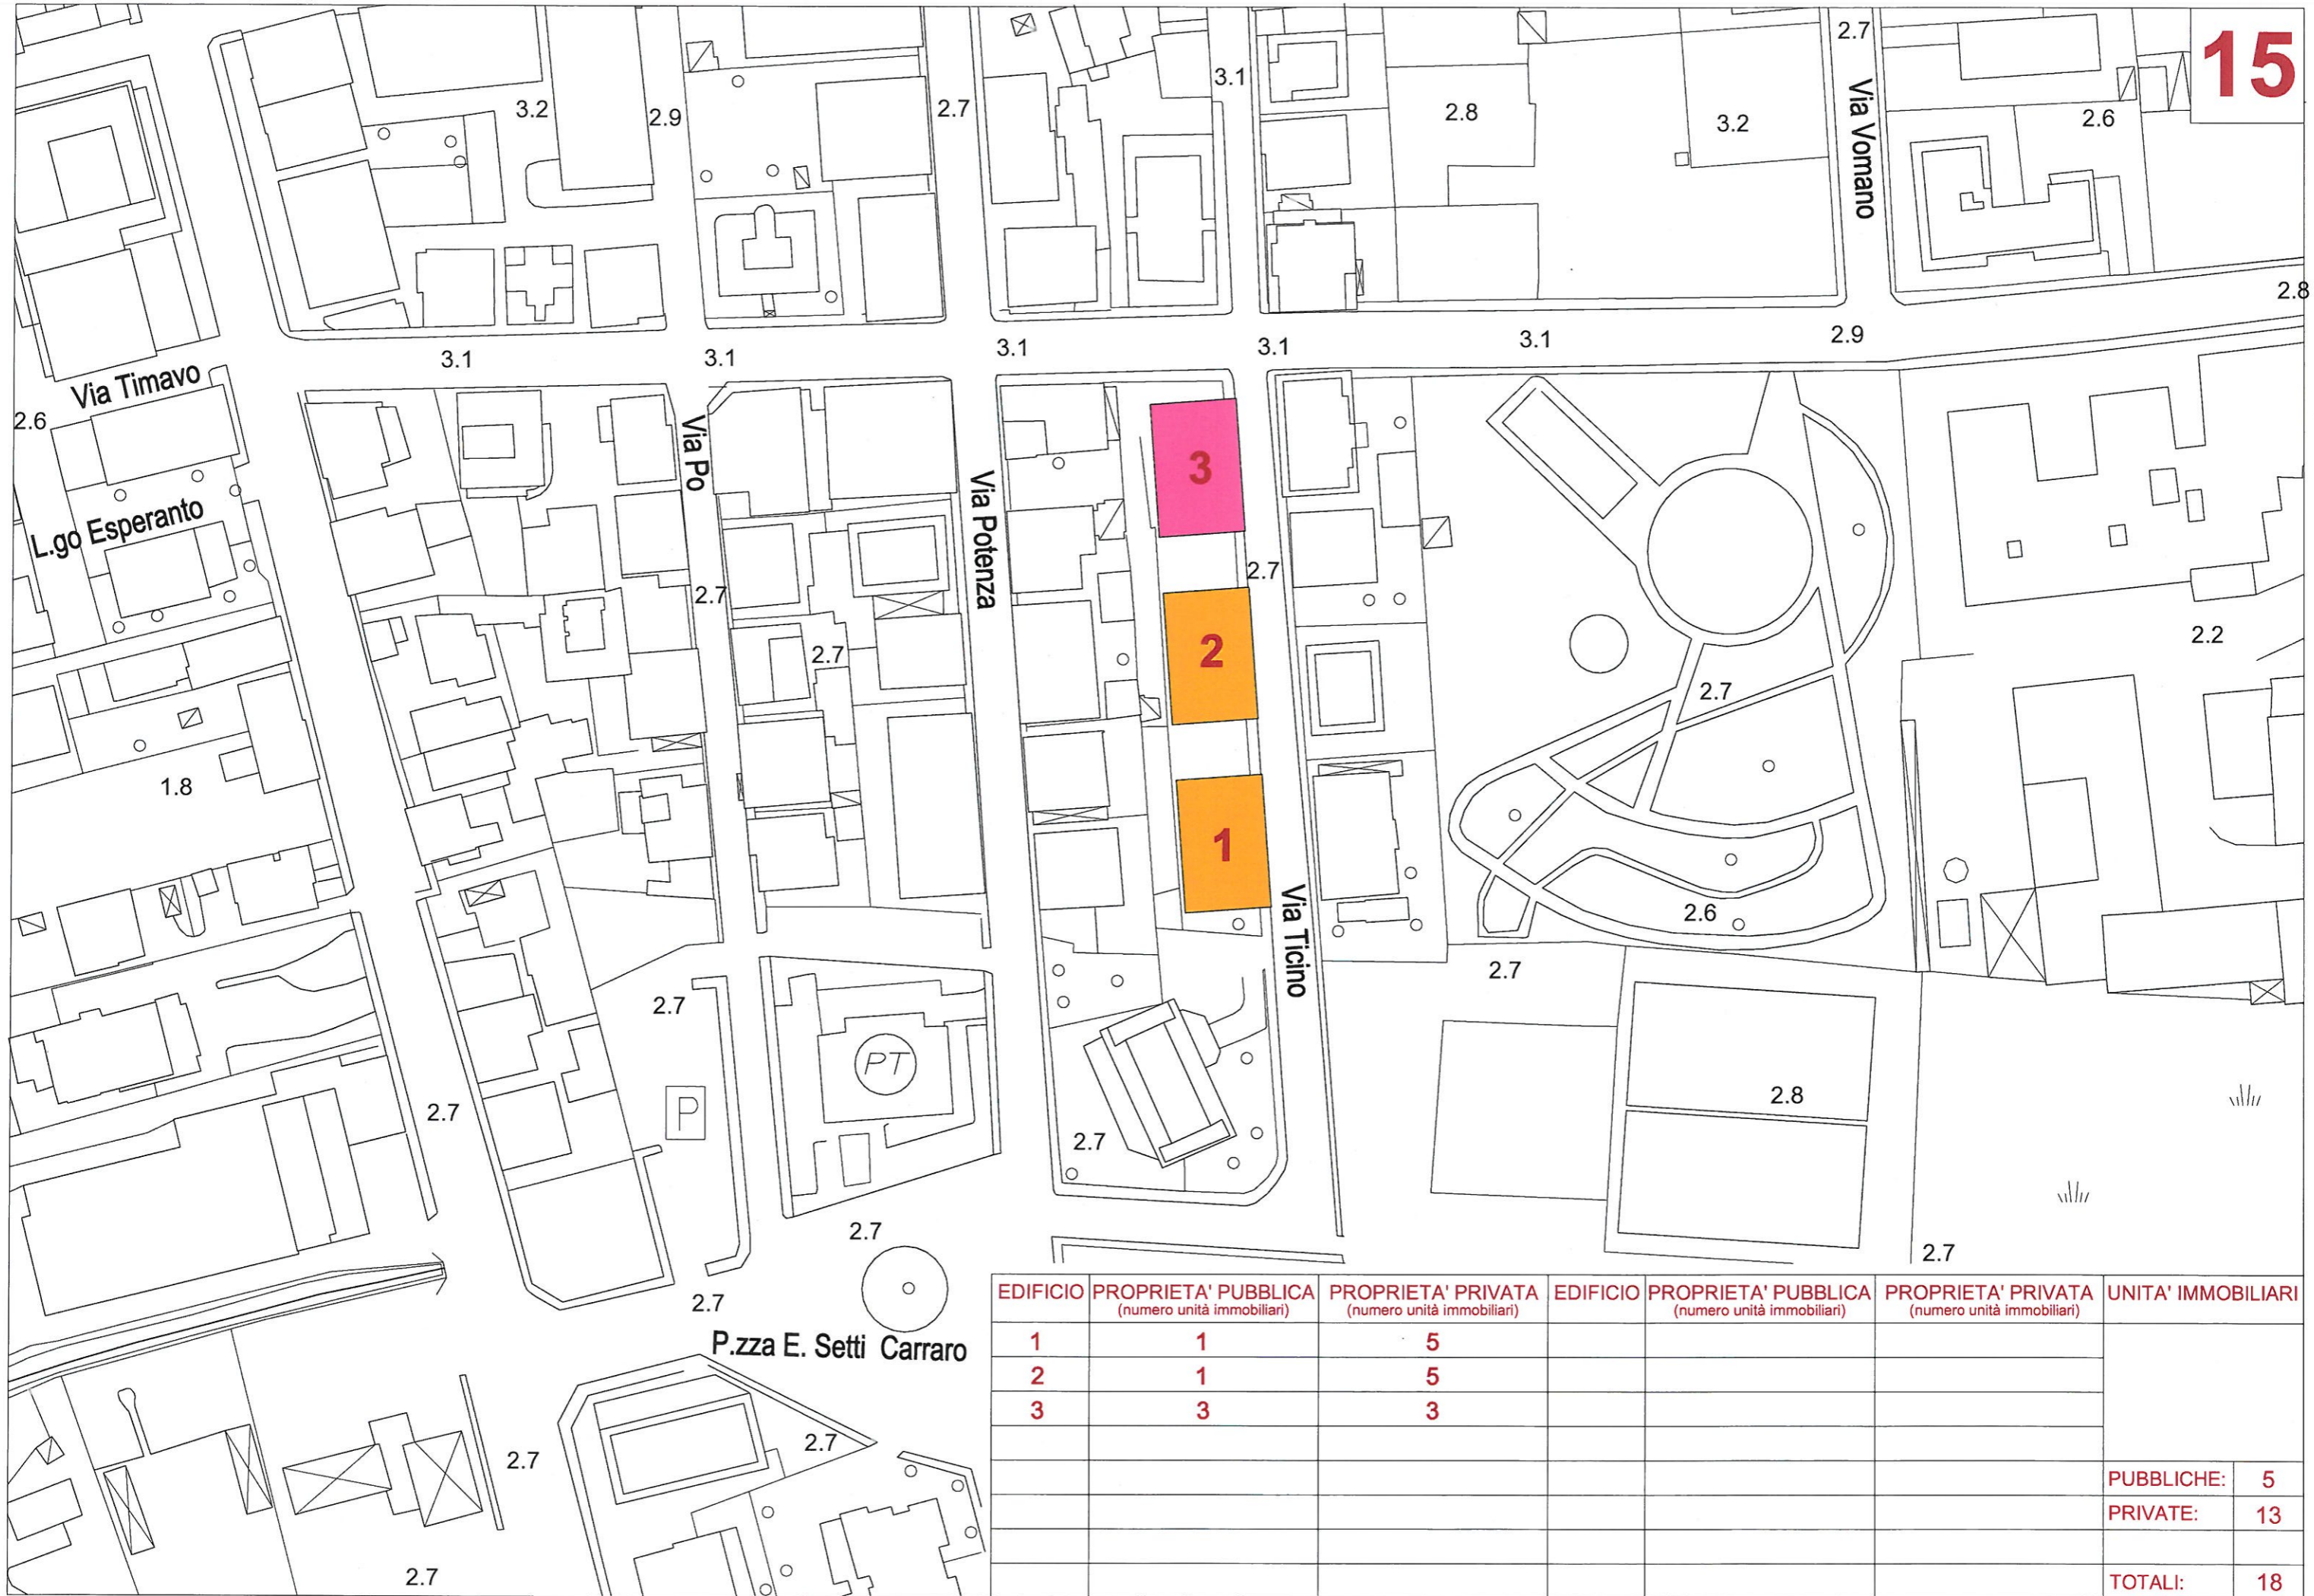 15
2.7
3.1
3.2
2.9
2.7
2.8
3.2
2.6
Via Vomano
2.8
3.1
3.1
3.1
3.1
3.1
2.9
Via Timavo
2.6
Via Po
Via Potenza
3
L.go Esperanto
2.7
2.7
2.7
2
2.2
2.7
1.8
1
Via Ticino
2.6
2.7
2.7
PT
P
2.7
2.7
2.8
2.7
2.7
2.7
P.zza E. Setti Carraro
2.7
2.7
2.7
EDIFICIO PROPRIETA' PUBBLICA PROPRIETA' PRIVATA EDIFICIO PROPRIETA' PUBBLICA PROPRIETA' PRIVATA UNITA' IMMOBILIARI
(numero unità immobiliari) (numero unità immobiliari) (numero unità immobiliari) (numero unità immobiliari)
1 1 5
2 1 5
3 3 3
PUBBLICHE: 5
PRIVATE: 13
TOTALI: 18